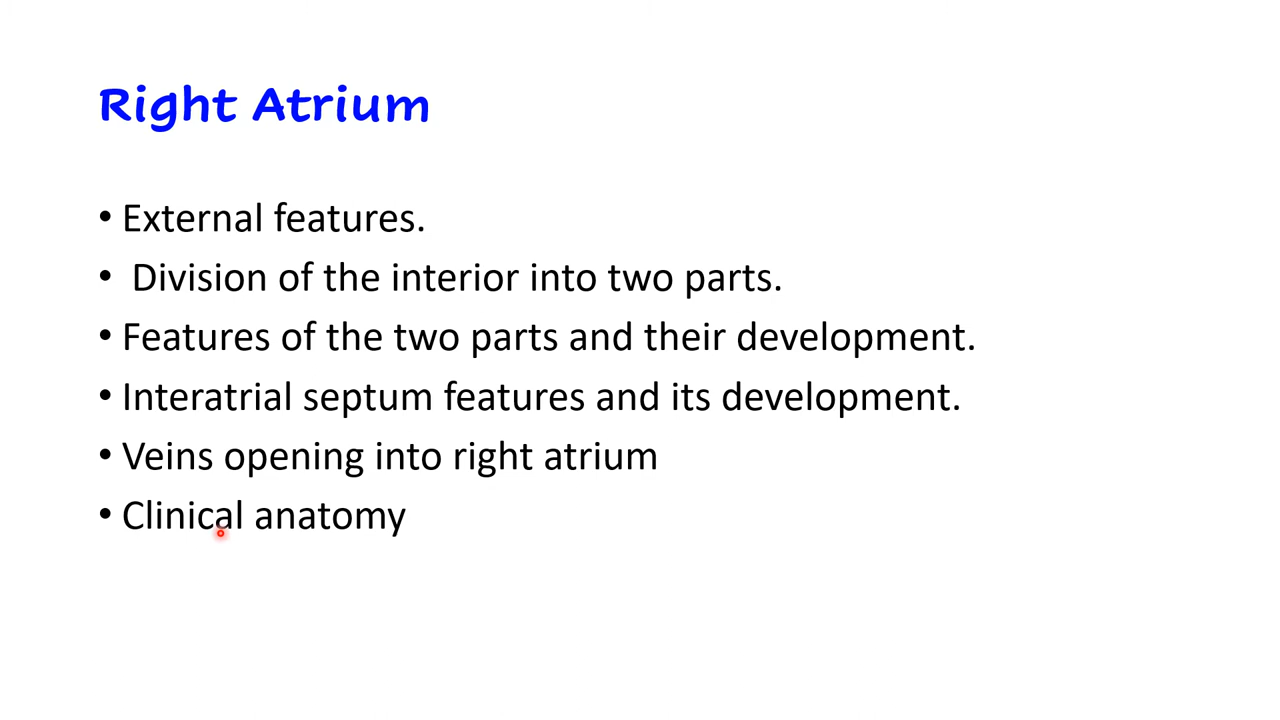 Right Atrium
• External features.
• Division of the interior into two parts.
• Features of the two parts and their development.
• Interatrial septum features and its development.
• Veins opening into right atrium
• Clinical anatomy